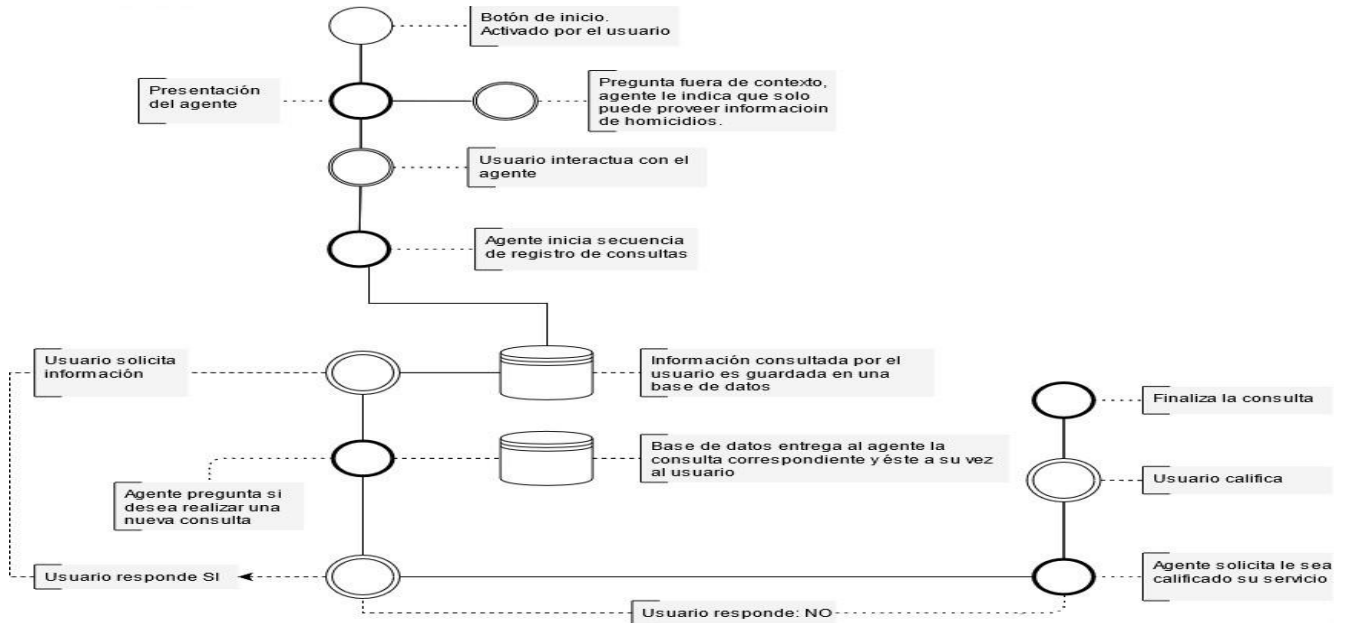 Botón de inicio.
Activado por el usuario
Presentación
del agente
Pregunta fuera de contexto,
agente le indica que solo
puede proveer informacioin
de homicidios.
Usuario interactua con el
agente
Agente inicia secuencia
de registro de consultas
Usuario solicita
información
Información consultada por el
usuario es guardada en una
base de datos
Finaliza la consulta
Base de datos entrega al agente la
consulta correspondiente y éste a su vez
al usuario
Usuario califica
Agente pregunta si
desea realizar una
nueva consulta
Usuario responde SI
Agente solicita le sea
calificado su servicio
Usuario responde: NO